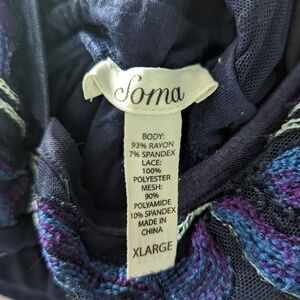 Soma
BODY:
93% RAYON
7% SPANDEX
LACE:
100%
POLYESTER
MESH:
90%
POLYAMIDE
10% SPANDEX
MADE IN
CHINA
XLARGE